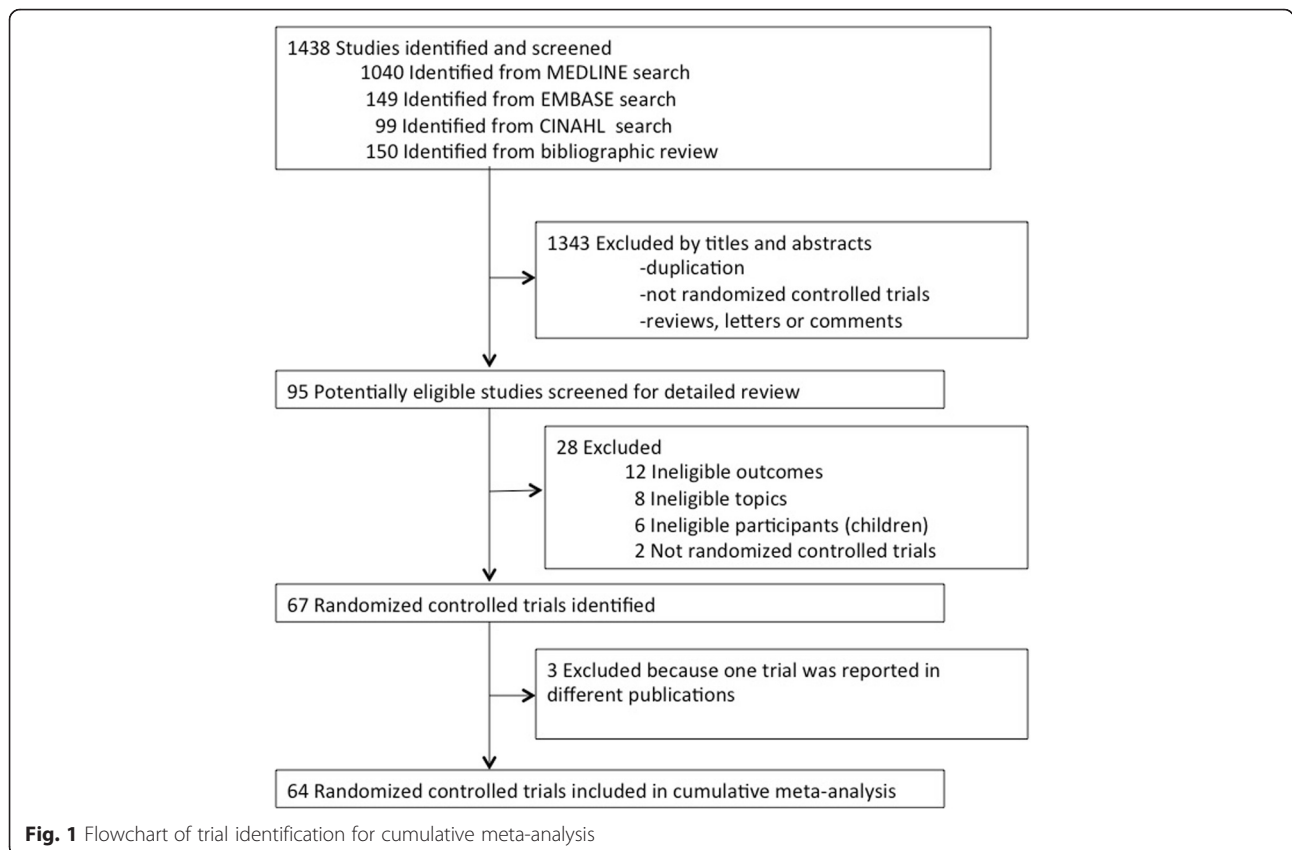 1438 Studies identified and screened
1040 Identified from MEDLINE search
149 Identified from EMBASE search
99 Identified from CINAHL search
150 Identified from bibliographic review
1343 Excluded by titles and abstracts
-duplication
-not randomized controlled trials
-reviews, letters or comments
95 Potentially eligible studies screened for detailed review
28 Excluded
12 Ineligible outcomes
8 Ineligible topics
6 Ineligible participants (children)
2 Not randomized controlled trials
67 Randomized controlled trials identified
3 Excluded because one trial was reported in
different publications
64 Randomized controlled trials included in cumulative meta-analysis
Fig. 1 Flowchart of trial identification for cumulative meta-analysis